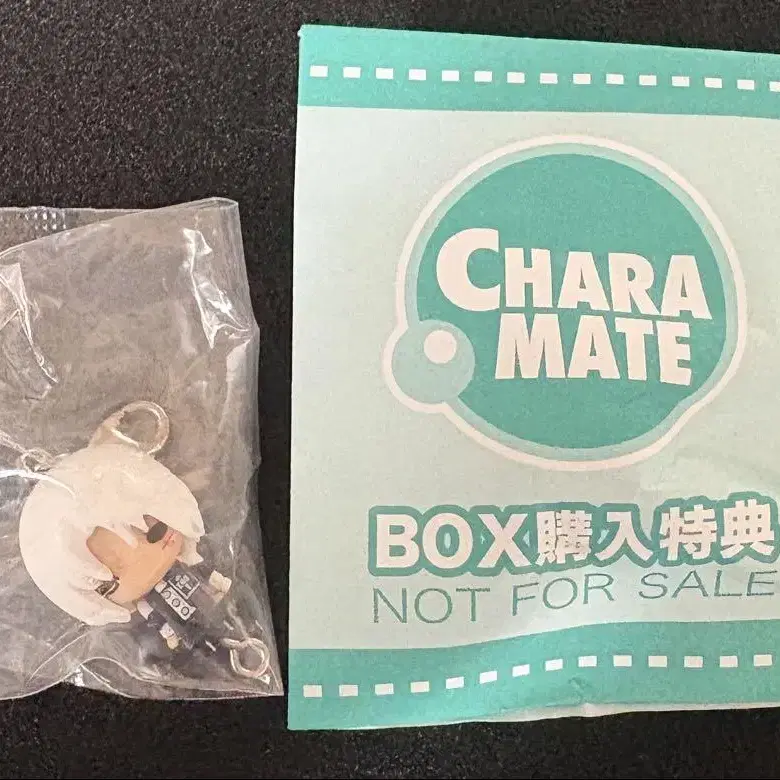 CHARA
MATE
BOX購入特典
NOT FOR SALE